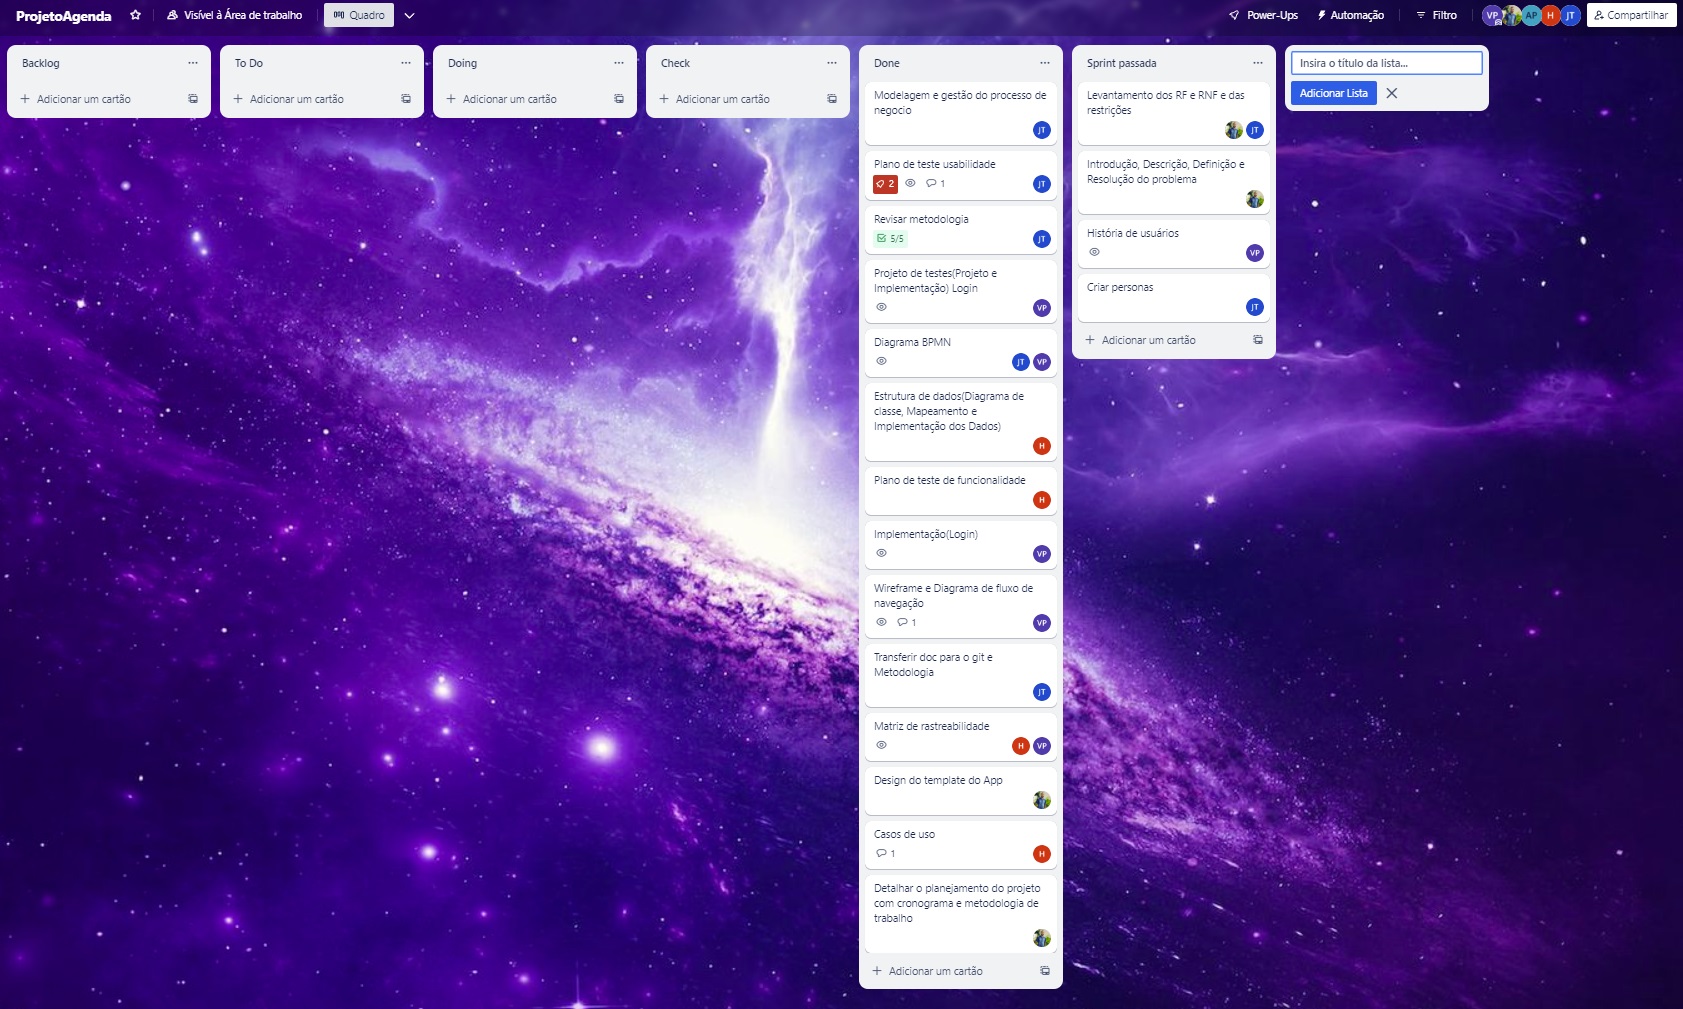 ProjetoAgenda
Visível à Área de trabalho
Quadro
Power-Ups
Automação
Filtro
VP
AP
H
JT
Compartilhar
Backlog
Adicionar um cartão
To Do
Adicionar um cartão
Doing
Adicionar um cartão
Check
Adicionar um cartão
Done
Modelagem e gestão do processo de
negocio
JT
Plano de teste usabilidade
2
1
JT
Revisar metodologia
5/5
JT
Projeto de testes(Projeto e
Implementação) Login
VP
Diagrama BPMN
JT
VP
Estrutura de dados(Diagrama de
classe, Mapeamento e
Implementação dos Dados)
H
Plano de teste de funcionalidade
H
Implementação(Login)
VP
Wireframe e Diagrama de fluxo de
navegação
1
VP
Transferir doc para o git e
Metodologia
JT
Matriz de rastreabilidade
H
VP
Design do template do App
Casos de uso
1
H
Detalhar o planejamento do projeto
com cronograma e metodologia de
trabalho
Adicionar um cartão
Sprint passada
Levantamento dos RF e RNF e das
restrições
JT
Introdução, Descrição, Definição e
Resolução do problema
História de usuários
VP
Criar personas
JT
Adicionar um cartão
Insira o título da lista...
Adicionar Lista